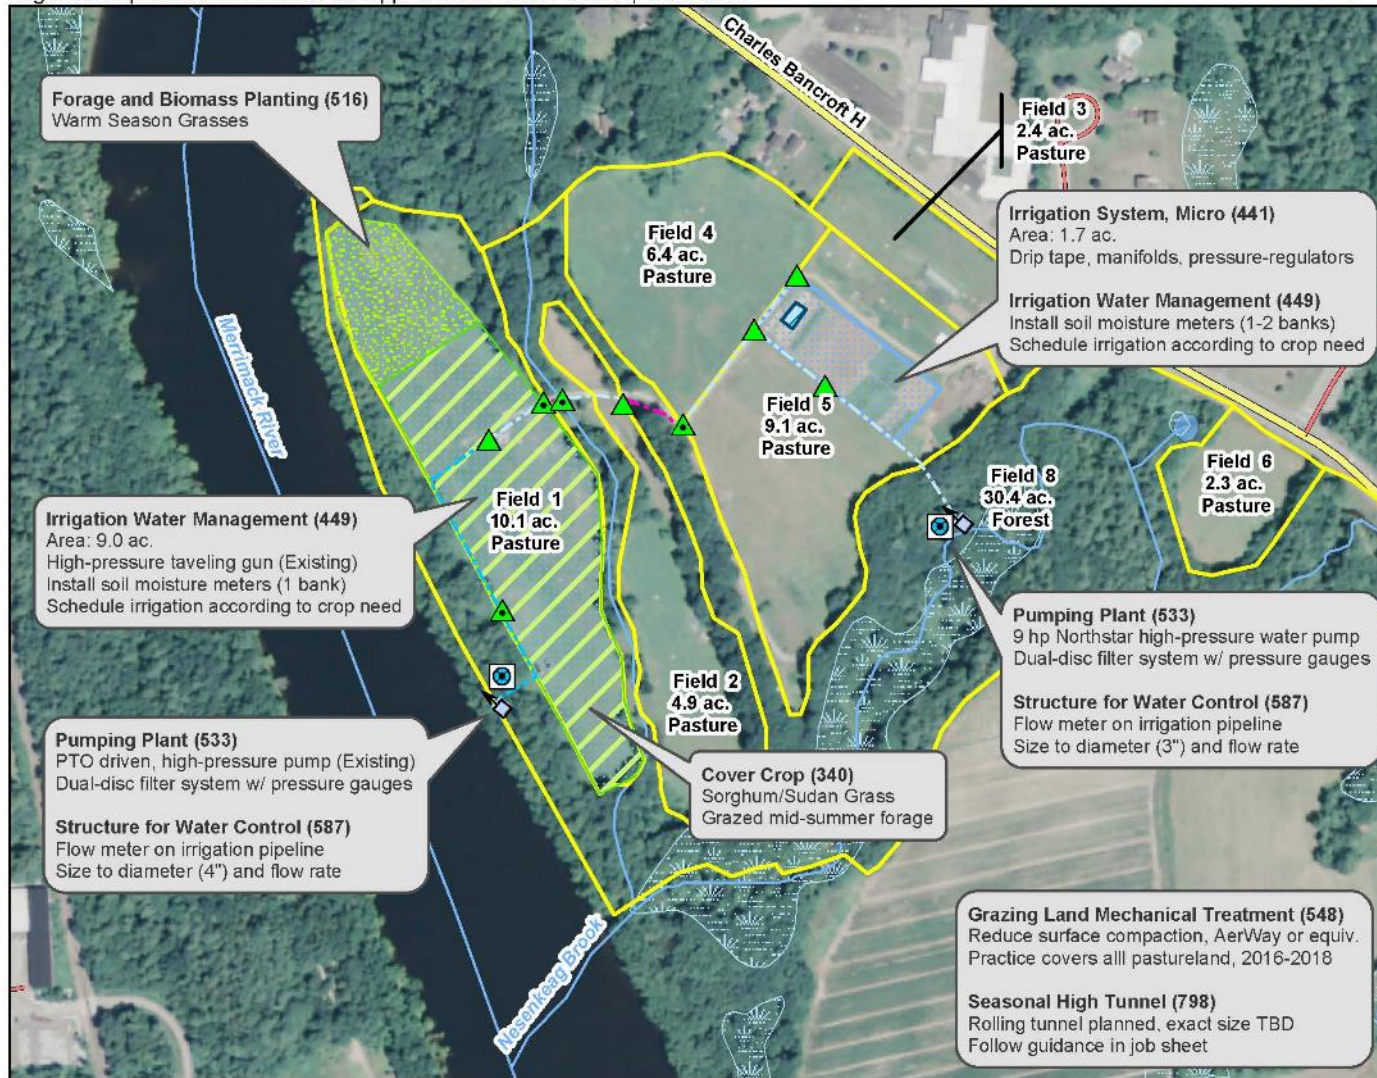 Charles Bancroft H
Forage and Biomass Planting (516)
Warm Season Grasses
Field 3
2.4 ac.
Pasture
Field 4
6.4 ac.
Pasture
Irrigation System, Micro (441)
Area: 1.7 ac.
Drip tape, manifolds, pressure-regulators
Irrigation Water Management (449)
Install soil moisture meters (1-2 banks)
Schedule irrigation according to crop need
Merrimack River
Field 5
9.1 ac.
Pasture
Field 1
10.1 ac.
Pasture
Field 8
30.4 ac.
Forest
Field 6
2.3 ac.
Pasture
Irrigation Water Management (449)
Area: 9.0 ac.
High-pressure taveling gun (Existing)
Install soil moisture meters (1 bank)
Schedule irrigation according to crop need
Pumping Plant (533)
9 hp Northstar high-pressure water pump
Dual-disc filter system w/ pressure gauges
Structure for Water Control (587)
Flow meter on irrigation pipeline
Size to diameter (3") and flow rate
Field 2
4.9 ac.
Pasture
Pumping Plant (533)
PTO driven, high-pressure pump (Existing)
Dual-disc filter system w/ pressure gauges
Structure for Water Control (587)
Flow meter on irrigation pipeline
Size to diameter (4") and flow rate
Cover Crop (340)
Sorghum/Sudan Grass
Grazed mid-summer forage
Nesenkeag Brook
Grazing Land Mechanical Treatment (548)
Reduce surface compaction, AerWay or equiv.
Practice covers alll pastureland, 2016-2018
Seasonal High Tunnel (798)
Rolling tunnel planned, exact size TBD
Follow guidance in job sheet